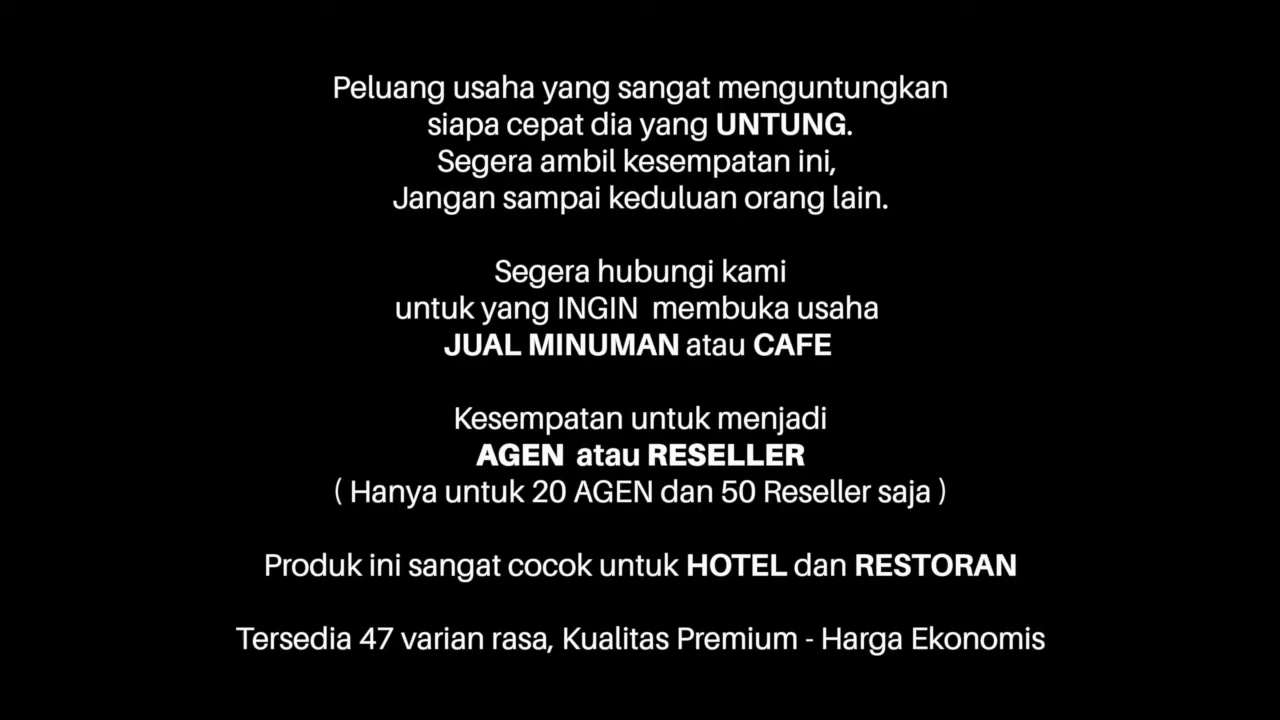 Peluang usaha yang sangat menguntungkan
siapa cepat dia yang UNTUNG.
Segera ambil kesempatan ini,
Jangan sampai keduluan orang lain.
Segera hubungi kami
untuk yang INGIN membuka usaha
JUAL MINUMAN atau CAFE
Kesempatan untuk menjadi
AGEN atau RESELLER
( Hanya untuk 20 AGEN dan 50 Reseller saja )
Produk ini sangat cocok untuk HOTEL dan RESTORAN
Tersedia 47 varian rasa, Kualitas Premium - Harga Ekonomis